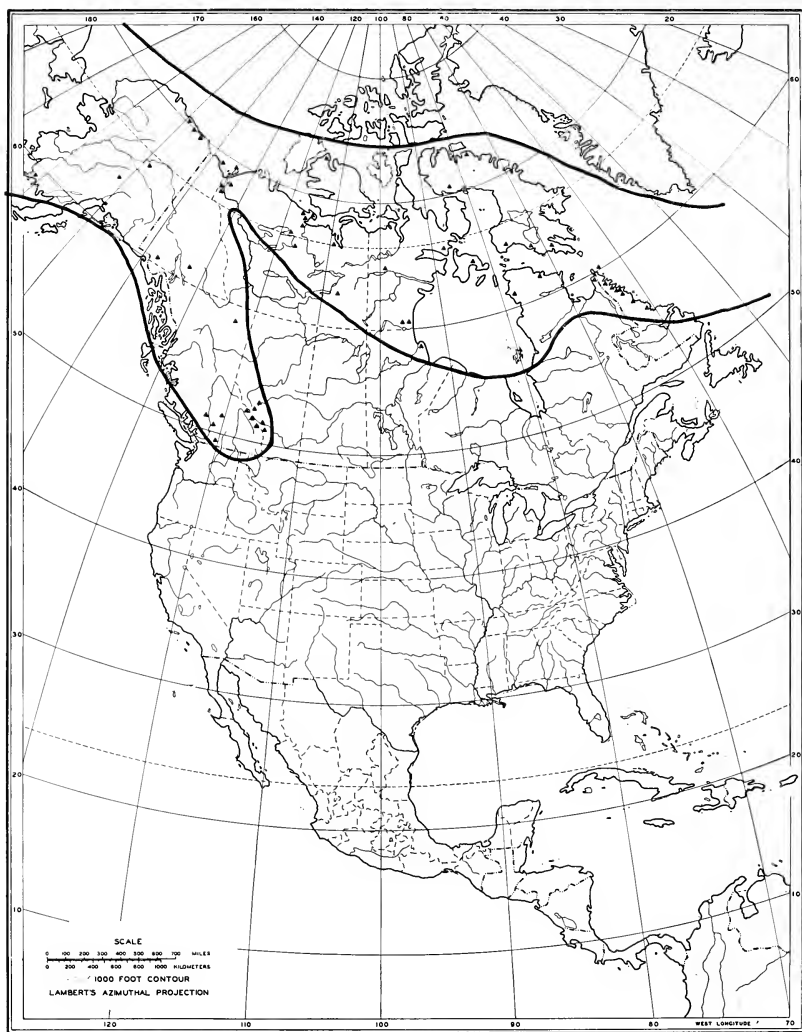 180 170 160 140 120 100 80 60 40 30 20
60
60
50
50
40
40
30
30
20
20
10
10
SCALE
0 100 200 300 400 500 600 700 MILES
0 200 400 600 800 1000 KILOMETERS
1000 FOOT CONTOUR
LAMBERT'S AZIMUTHAL PROJECTION
120 110 100 90 80 WEST LONGITUDE 70